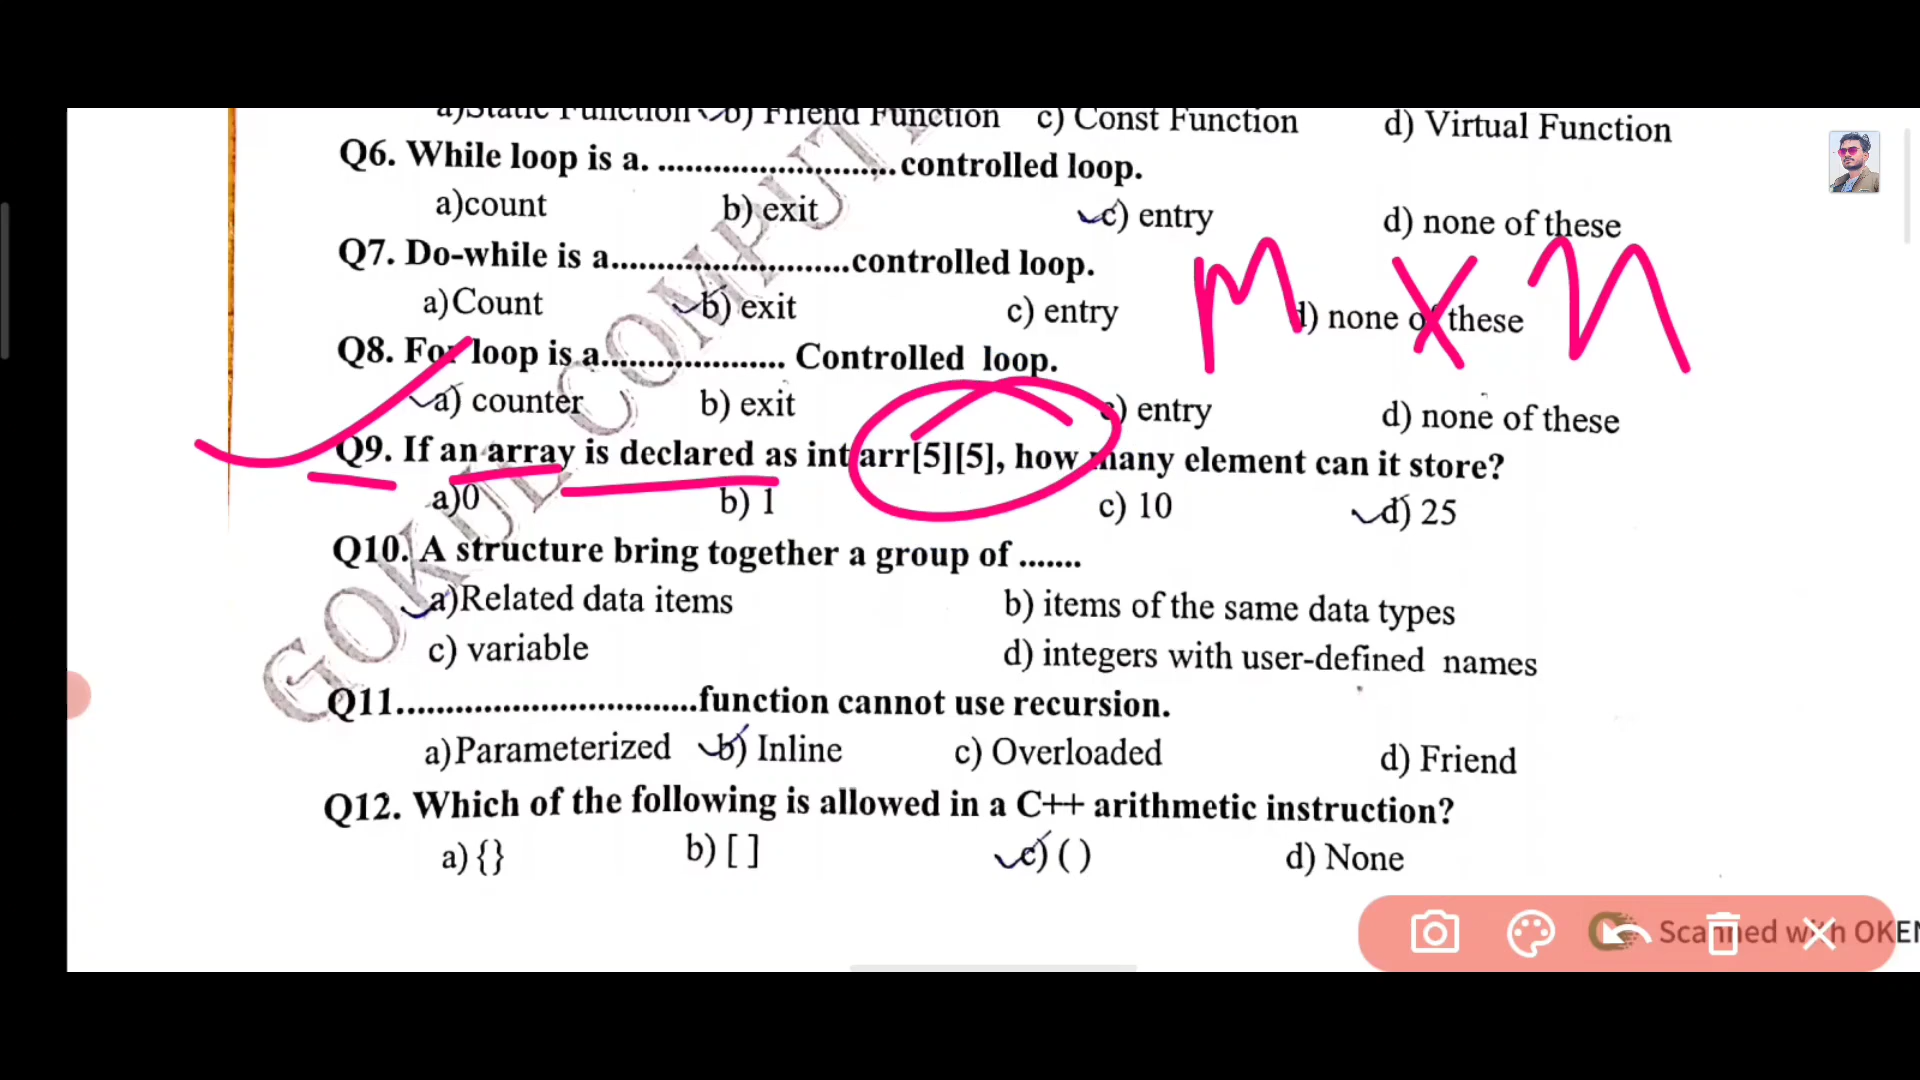 a)Static Function b) Friend Function c) Const Function d) Virtual Function
Q6. While loop is a. .......................... controlled loop.
a)count b) exit c) entry d) none of these
Q7. Do-while is a..........................controlled loop.
a)Count b) exit c) entry d) none of these
m x n
Q8. For loop is a.................... Controlled loop.
a) counter b) exit c) entry d) none of these
Q9. If an array is declared as int arr[5][5], how many element can it store?
a)0 b) 1 c) 10 d) 25
Q10. A structure bring together a group of .......
a)Related data items b) items of the same data types
c) variable d) integers with user-defined names
Q11...............................function cannot use recursion.
a)Parameterized b) Inline c) Overloaded d) Friend
Q12. Which of the following is allowed in a C++ arithmetic instruction?
a) {} b) [ ] c) ( ) d) None
GOKUL COMPUT
Scanned with OKEN